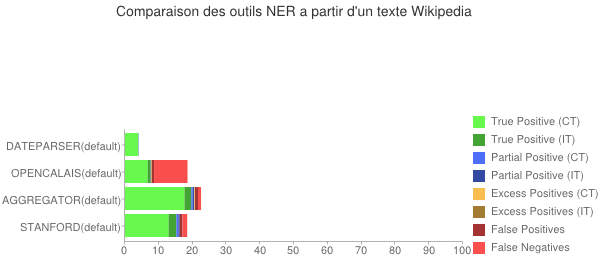 Comparaison des outils NER a partir d'un texte Wikipedia
DATEPARSER(default)
OPENCALAIS(default)
AGGREGATOR(default)
STANFORD(default)
0 10 20 30 40 50 60 70 80 90 100
True Positive (CT)
True Positive (IT)
Partial Positive (CT)
Partial Positive (IT)
Excess Positives (CT)
Excess Positives (IT)
False Positives
False Negatives